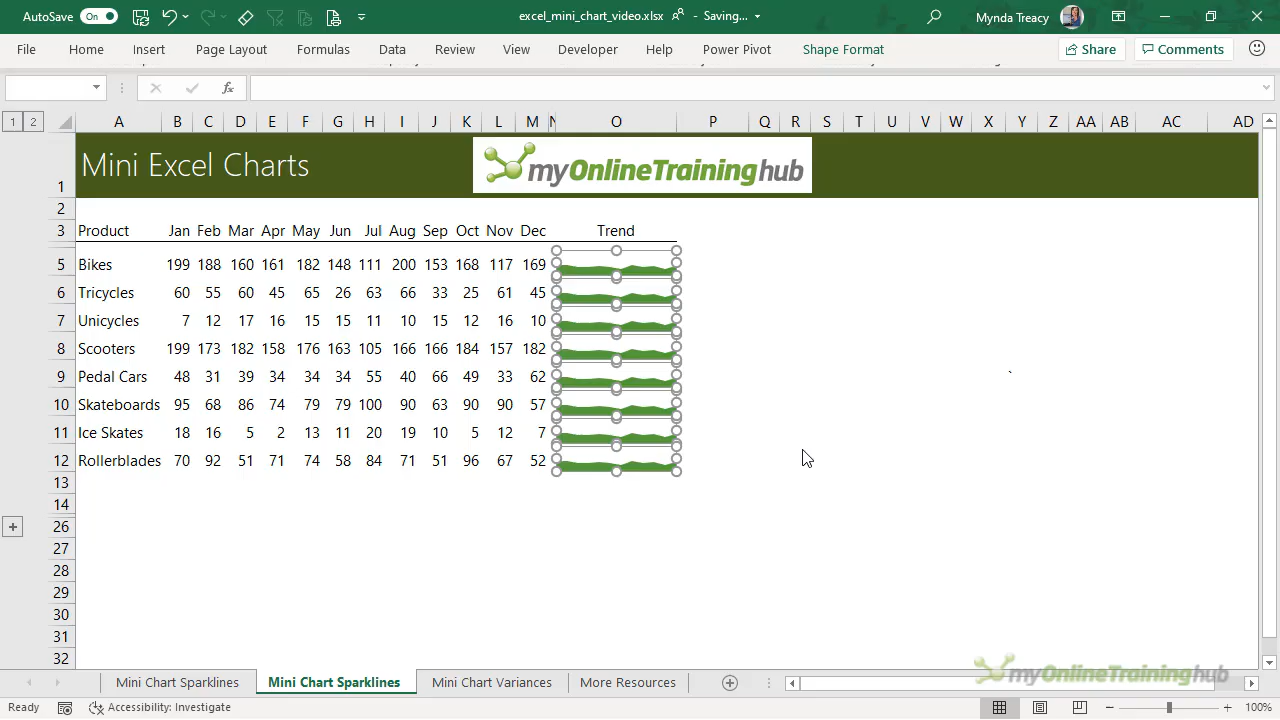 AutoSave On excel_mini_chart_video.xlsx - Saving... Mynda Treacy
File Home Insert Page Layout Formulas Data Review View Developer Help Power Pivot Shape Format Share Comments
fx
1 2 A B C D E F G H I J K L M N O P Q R S T U V W X Y Z AA AB AC AD
1 Mini Excel Charts myOnlineTraininghub
2
3 Product Jan Feb Mar Apr May Jun Jul Aug Sep Oct Nov Dec Trend
5 Bikes 199 188 160 161 182 148 111 200 153 168 117 169
6 Tricycles 60 55 60 45 65 26 63 66 33 25 61 45
7 Unicycles 7 12 17 16 15 15 11 10 15 12 16 10
8 Scooters 199 173 182 158 176 163 105 166 166 184 157 182
9 Pedal Cars 48 31 39 34 34 34 55 40 66 49 33 62
10 Skateboards 95 68 86 74 79 79 100 90 63 90 90 57
11 Ice Skates 18 16 5 2 13 11 20 19 10 5 12 7
12 Rollerblades 70 92 51 71 74 58 84 71 51 96 67 52
13
14
26
27
28
29
30
31
32
myOnlineTraininghub
Mini Chart Sparklines Mini Chart Sparklines Mini Chart Variances More Resources
Ready Accessibility: Investigate 100%